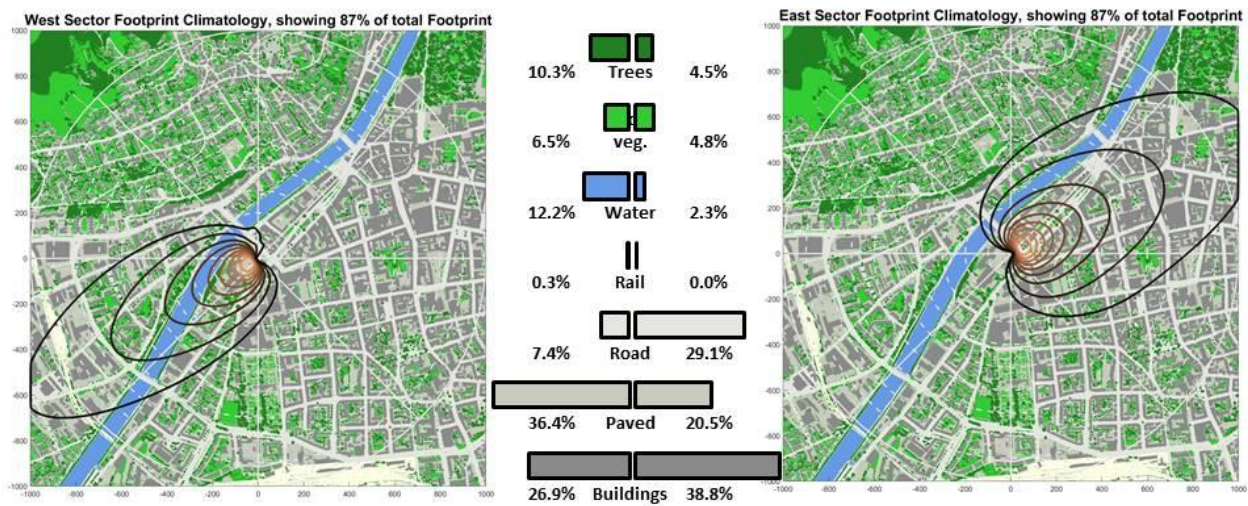 West Sector Footprint Climatology, showing 87% of total Footprint
1000
800
600
400
200
0
-200
-400
-600
-800
-1000
-1000 -800 -600 -400 -200 0 200 400 600 800 1000
10.3% Trees 4.5%
6.5% veg. 4.8%
12.2% Water 2.3%
0.3% Rail 0.0%
7.4% Road 29.1%
36.4% Paved 20.5%
26.9% Buildings 38.8%
East Sector Footprint Climatology, showing 87% of total Footprint
1000
800
600
400
200
0
-200
-400
-600
-800
-1000
-1000 -800 -600 -400 -200 0 200 400 600 800 1000